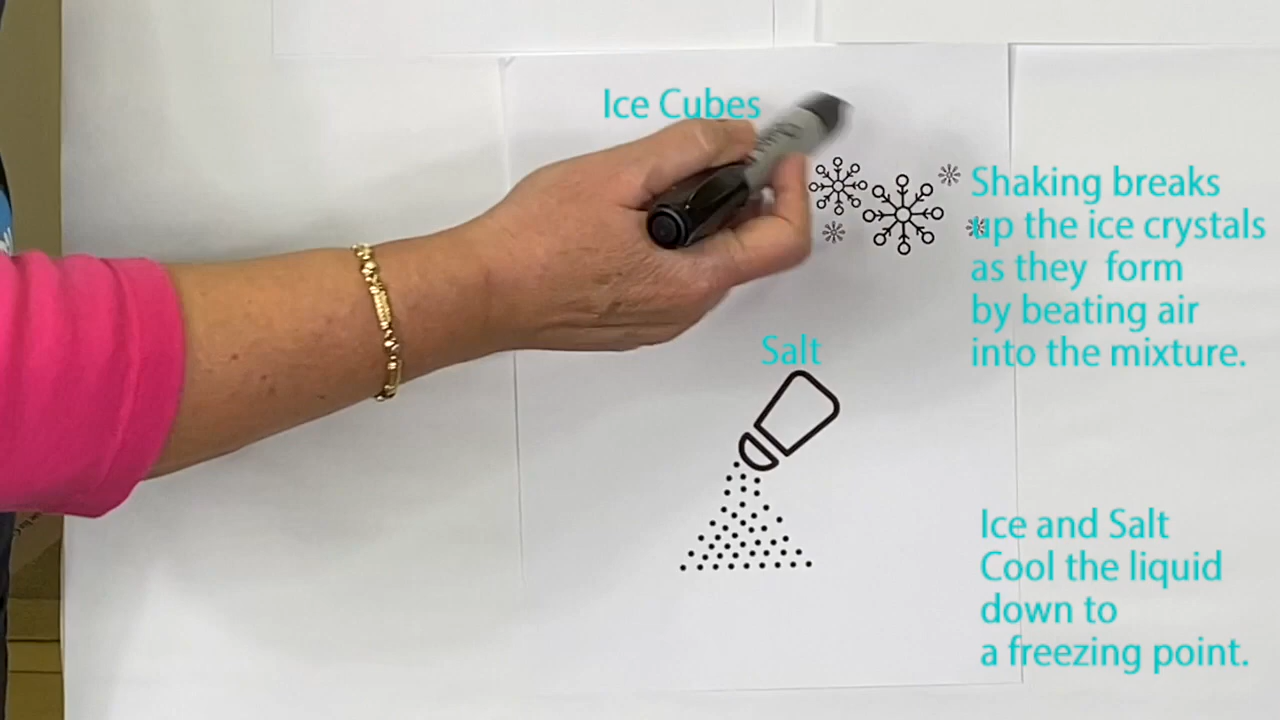 Ice Cubes
Shaking breaks
up the ice crystals
as they form
by beating air
into the mixture.
Salt
Ice and Salt
Cool the liquid
down to
a freezing point.